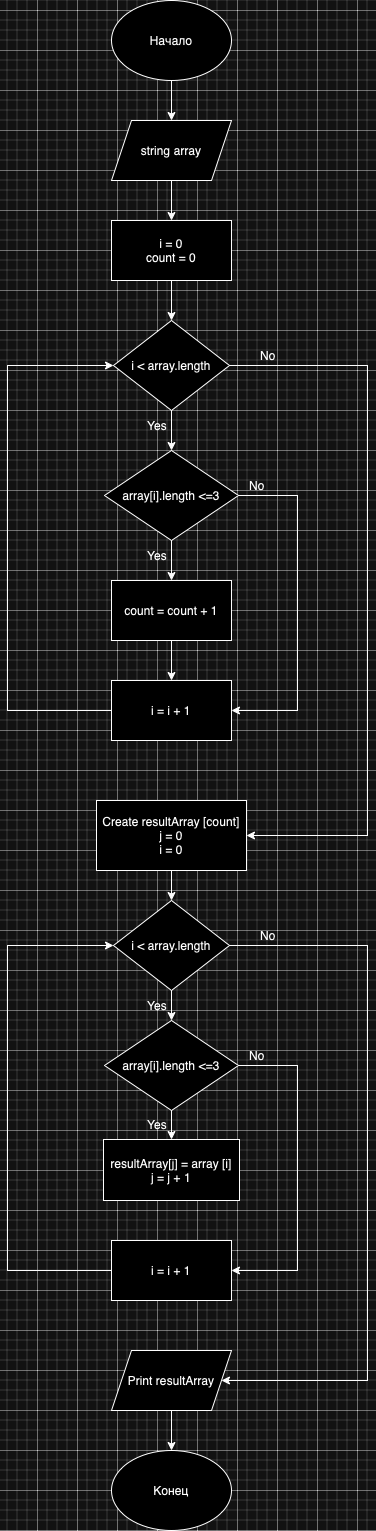 Начало
string array
i = 0
count = 0
i < array.length
No
Yes
array[i].length <=3
No
Yes
count = count + 1
i = i + 1
Create resultArray [count]
j = 0
i = 0
i < array.length
No
Yes
array[i].length <=3
No
Yes
resultArray[j] = array [i]
j = j + 1
i = i + 1
Print resultArray
Конец